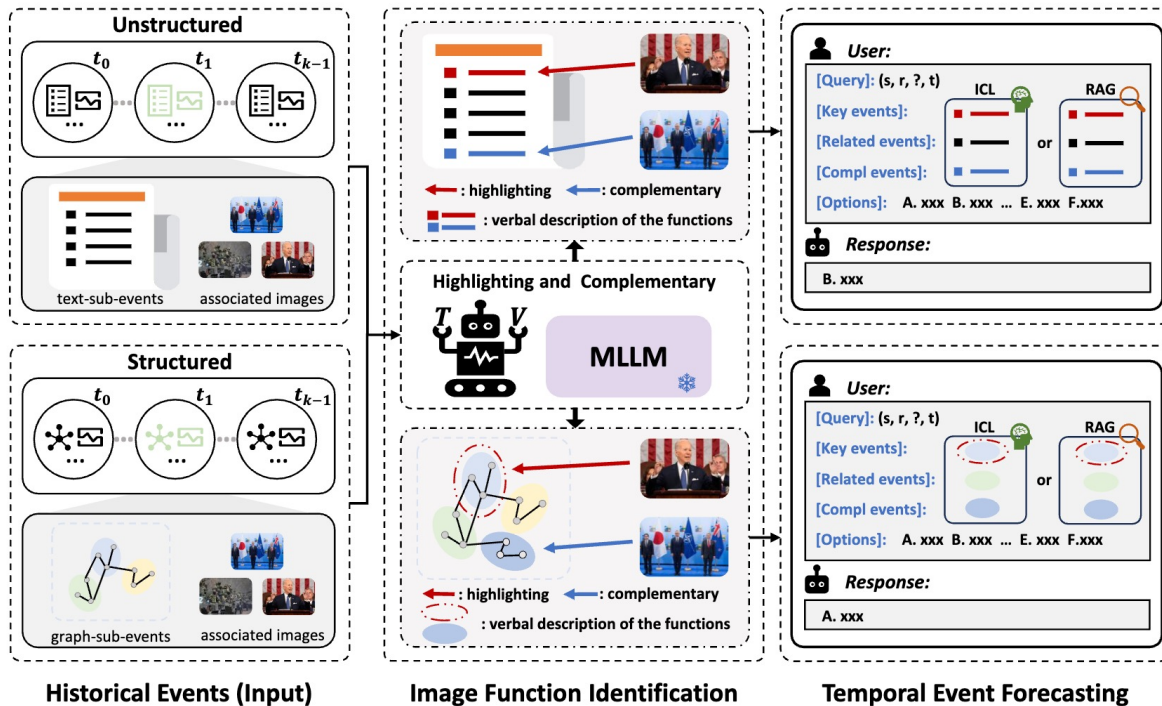 Unstructured
t0 t1 tk-1
...
...
...
text-sub-events
associated images
Structured
t0 t1 tk-1
...
...
...
graph-sub-events
associated images
Historical Events (Input)
: highlighting
: complementary
: verbal description of the functions
Highlighting and Complementary
T V
MLLM
: highlighting
: complementary
: verbal description of the functions
Image Function Identification
User:
[Query]: (s, r, ?, t)
ICL
RAG
[Key events]:
[Related events]:
or
[Compl events]:
[Options]: A. xxx B. xxx ... E. xxx F.xxx
Response:
B. xxx
User:
[Query]: (s, r, ?, t)
ICL
RAG
[Key events]:
[Related events]:
or
[Compl events]:
[Options]: A. xxx B. xxx ... E. xxx F.xxx
Response:
A. xxx
Temporal Event Forecasting